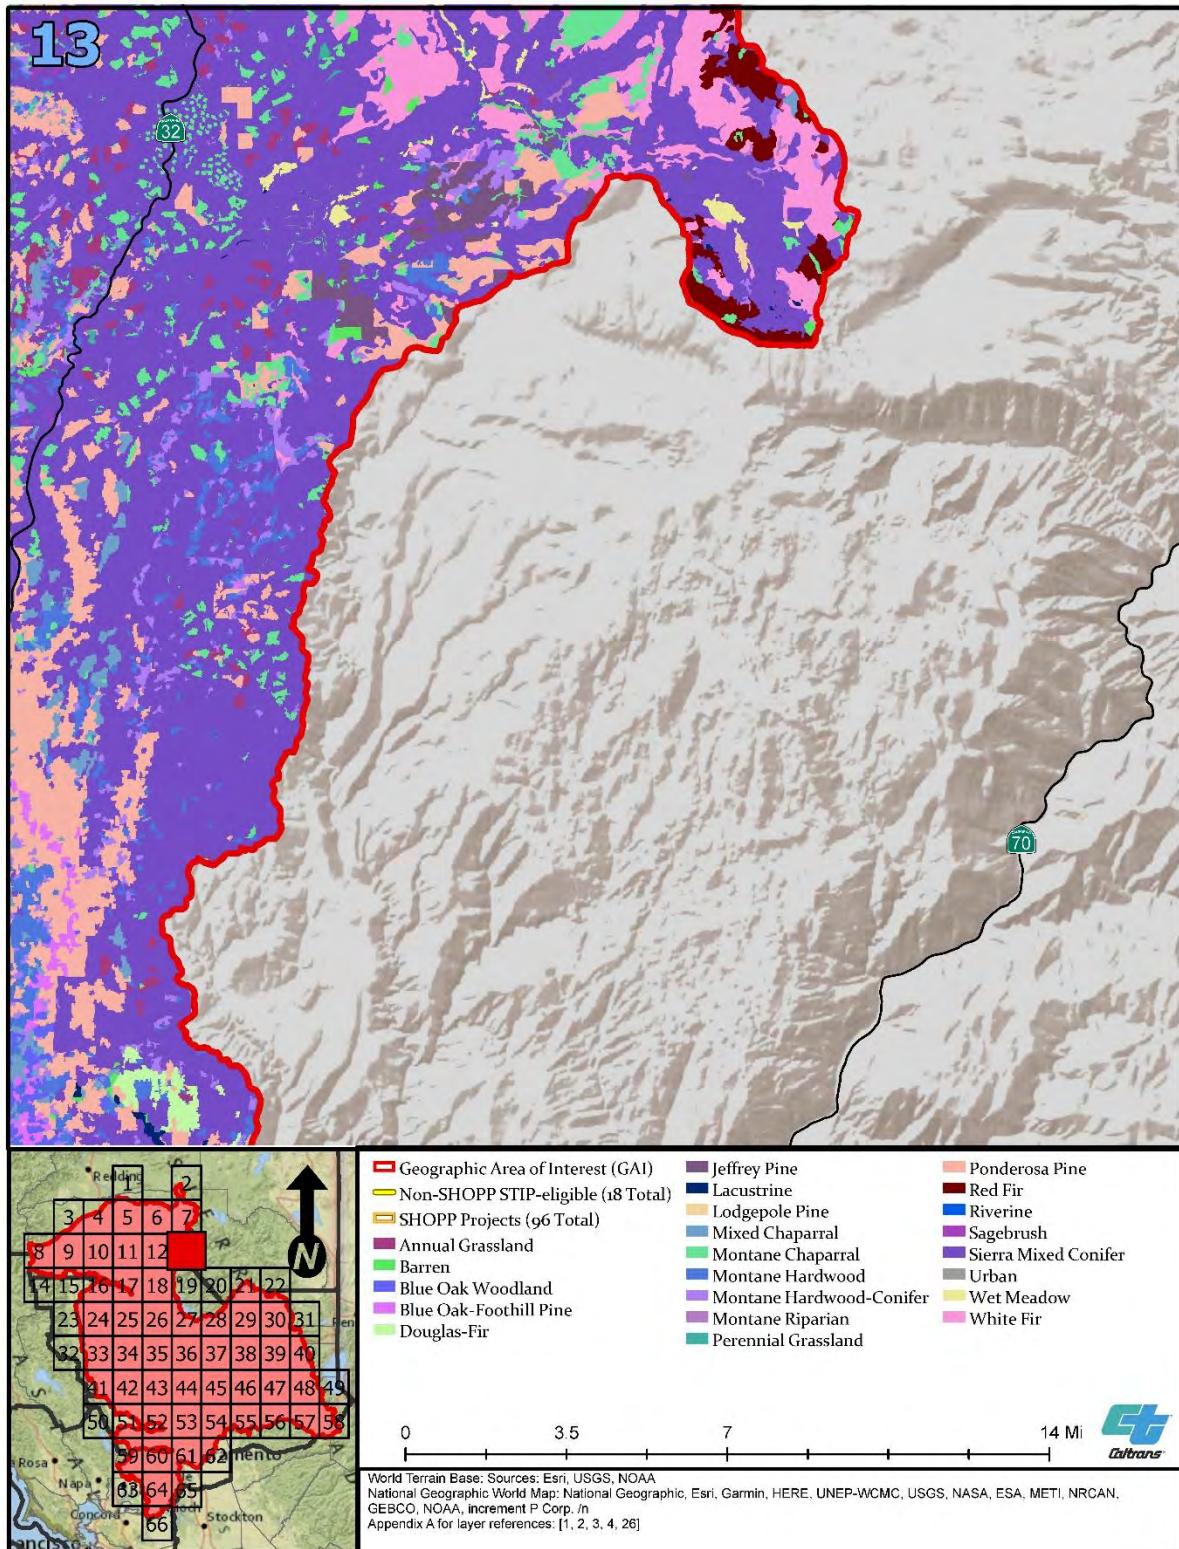 13
32
70
Geographic Area of Interest (GAI)
Non-SHOPP STIP-eligible (18 Total)
SHOPP Projects (96 Total)
Annual Grassland
Barren
Blue Oak Woodland
Blue Oak-Foothill Pine
Douglas-Fir
Jeffrey Pine
Lacustrine
Lodgepole Pine
Mixed Chaparral
Montane Chaparral
Montane Hardwood
Montane Hardwood-Conifer
Montane Riparian
Perennial Grassland
Ponderosa Pine
Red Fir
Riverine
Sagebrush
Sierra Mixed Conifer
Urban
Wet Meadow
White Fir
Redding
1 2
3 4 5 6 7
8 9 10 11 12
14 15 16 17 18 19 20 21 22
23 24 25 26 27 28 29 30 31
32 33 34 35 36 37 38 39 40
41 42 43 44 45 46 47 48 49
50 51 52 53 54 55 56 57 58
59 60 61 62
63 64 65
66
N
Napa
Concord
Stockton
0 3.5 7 14 Mi
Caltrans
World Terrain Base: Sources: Esri, USGS, NOAA
National Geographic World Map: National Geographic, Esri, Garmin, HERE, UNEP-WCMC, USGS, NASA, ESA, METI, NRCAN,
GEBCO, NOAA, increment P Corp. /n
Appendix A for layer references: [1, 2, 3, 4, 26]